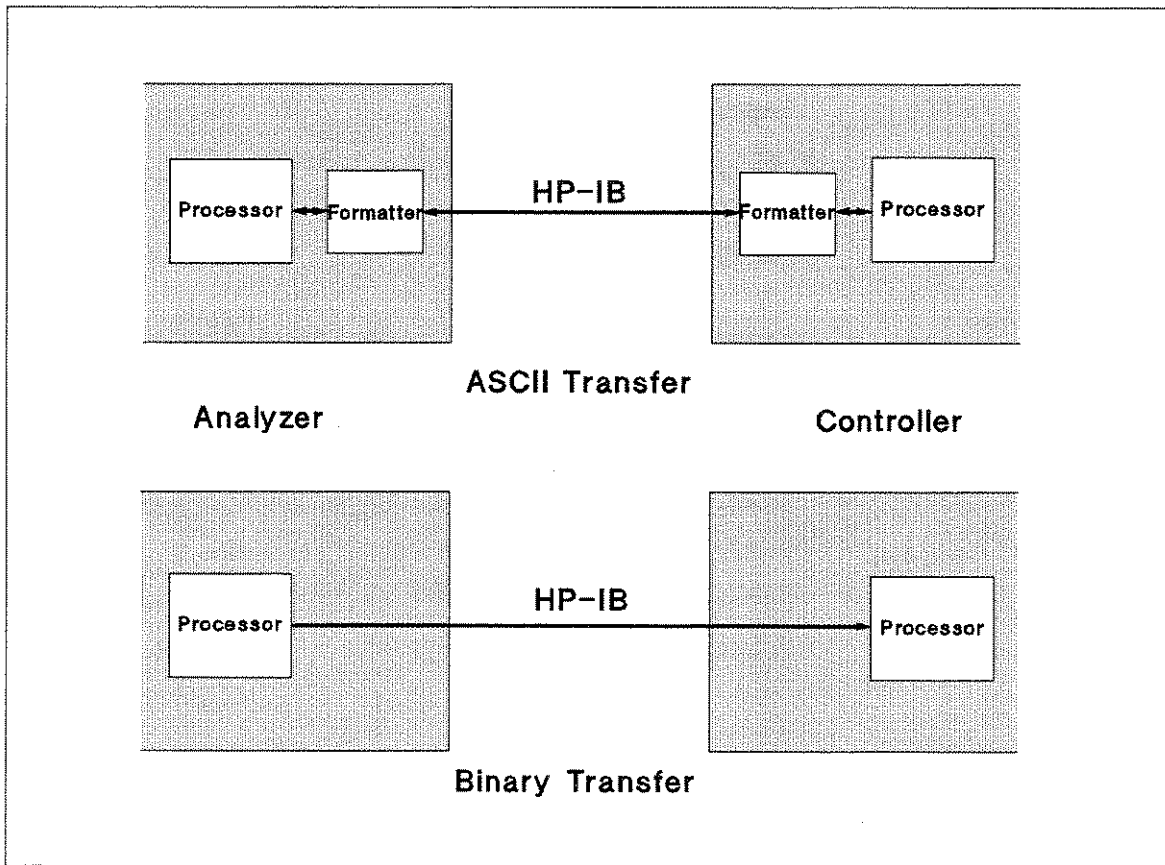 HP-IB
Processor
Formatter
Formatter
Processor
ASCII Transfer
Analyzer
Controller
HP-IB
Processor
Processor
Binary Transfer